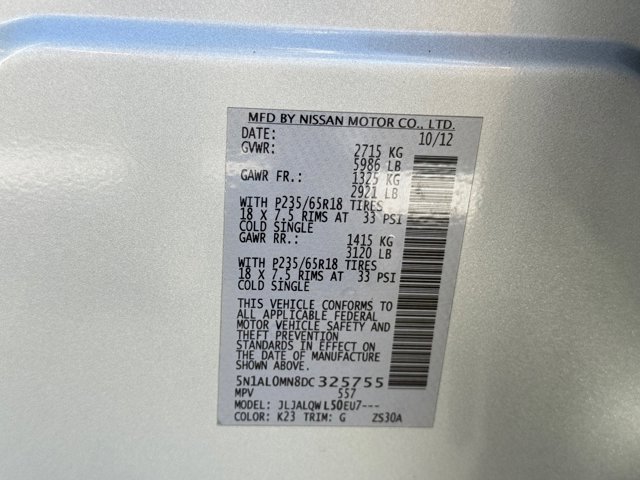 MFD BY NISSAN MOTOR CO., LTD.
DATE: 10/12
GVWR: 2715 KG
5986 LB
GAWR FR.: 1325 KG
2921 LB
WITH P235/65R18 TIRES
18 X 7.5 RIMS AT 33 PSI
COLD SINGLE
GAWR RR.: 1415 KG
3120 LB
WITH P235/65R18 TIRES
18 X 7.5 RIMS AT 33 PSI
COLD SINGLE
THIS VEHICLE CONFORMS TO
ALL APPLICABLE FEDERAL
MOTOR VEHICLE SAFETY AND
THEFT PREVENTION
STANDARDS IN EFFECT ON
THE DATE OF MANUFACTURE
SHOWN ABOVE.
5N1AL0MN8DC325755
MPV 557
MODEL: JLJALQWL50EU7---
COLOR: K23 TRIM: G ZS30A